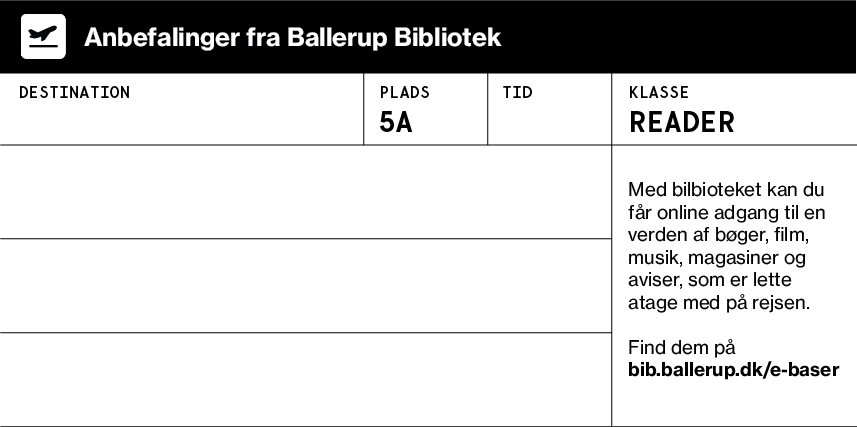 Anbefalinger fra Ballerup Bibliotek
DESTINATION
PLADS
5A
TID
KLASSE
READER
Med bilbioteket kan du
får online adgang til en
verden af bøger, film,
musik, magasiner og
aviser, som er lette
atage med på rejsen.
Find dem på
bib.ballerup.dk/e-baser